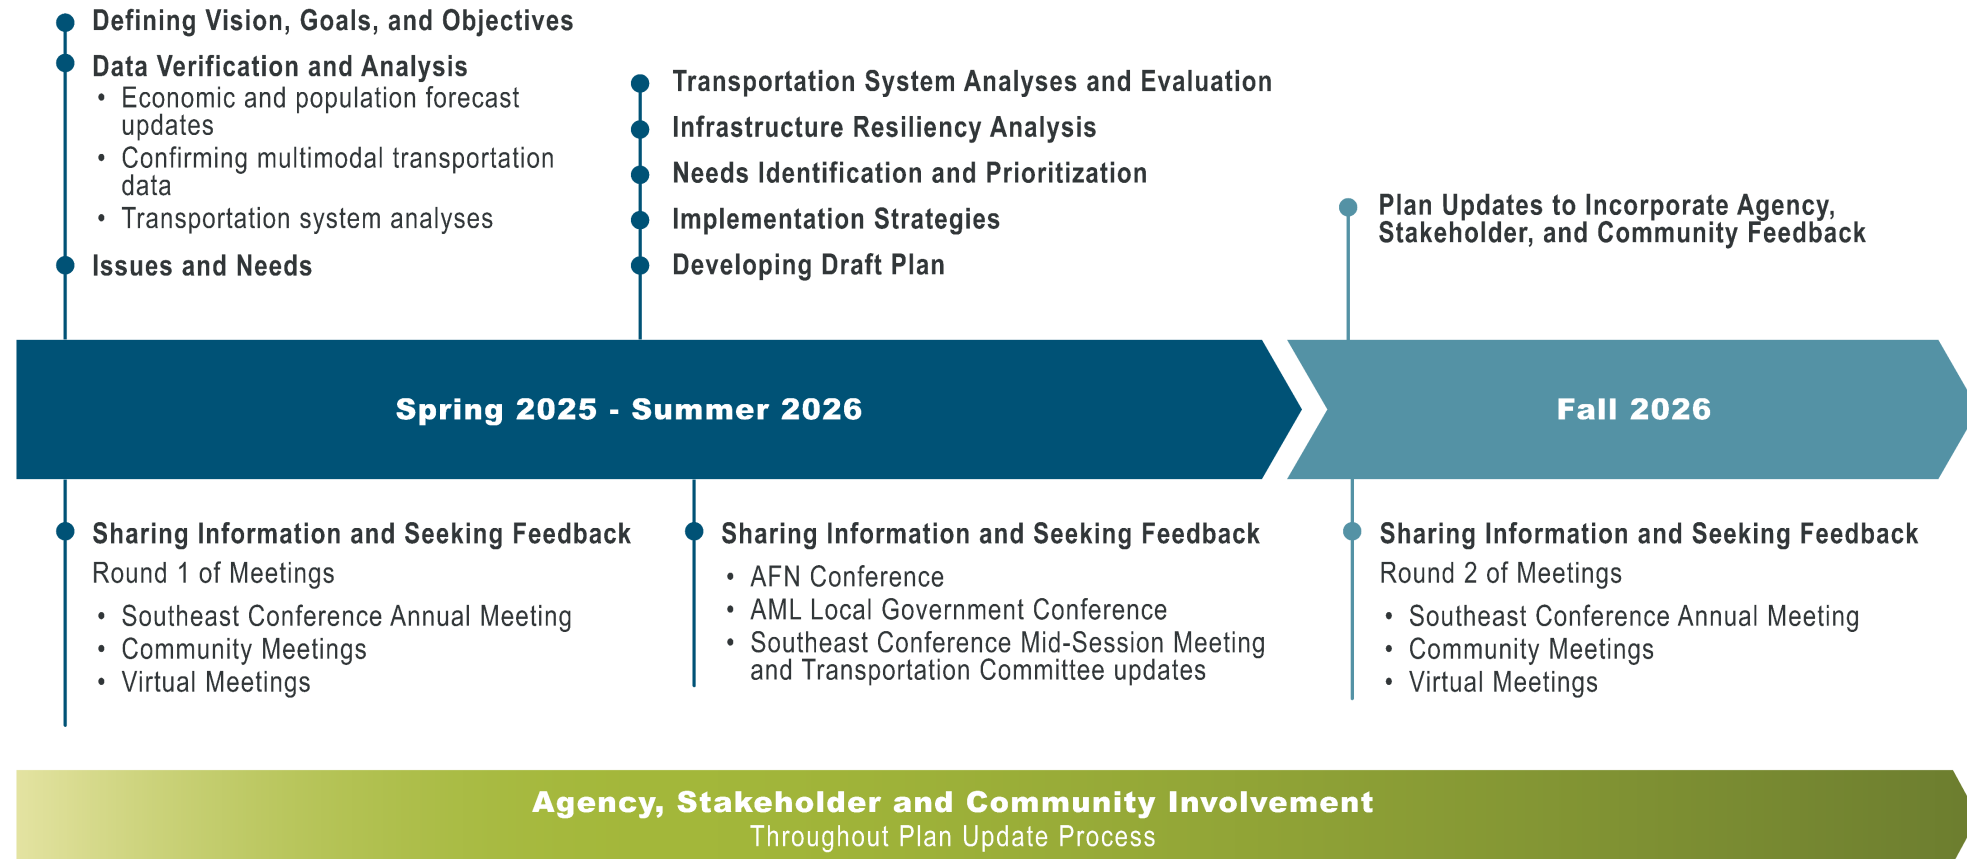 Defining Vision, Goals, and Objectives
Data Verification and Analysis
• Economic and population forecast
updates
• Confirming multimodal transportation
data
• Transportation system analyses
Issues and Needs
Transportation System Analyses and Evaluation
Infrastructure Resiliency Analysis
Needs Identification and Prioritization
Implementation Strategies
Developing Draft Plan
Plan Updates to Incorporate Agency,
Stakeholder, and Community Feedback
Spring 2025 - Summer 2026
Fall 2026
Sharing Information and Seeking Feedback
Round 1 of Meetings
• Southeast Conference Annual Meeting
• Community Meetings
• Virtual Meetings
Sharing Information and Seeking Feedback
• AFN Conference
• AML Local Government Conference
• Southeast Conference Mid-Session Meeting
and Transportation Committee updates
Sharing Information and Seeking Feedback
Round 2 of Meetings
• Southeast Conference Annual Meeting
• Community Meetings
• Virtual Meetings
Agency, Stakeholder and Community Involvement
Throughout Plan Update Process